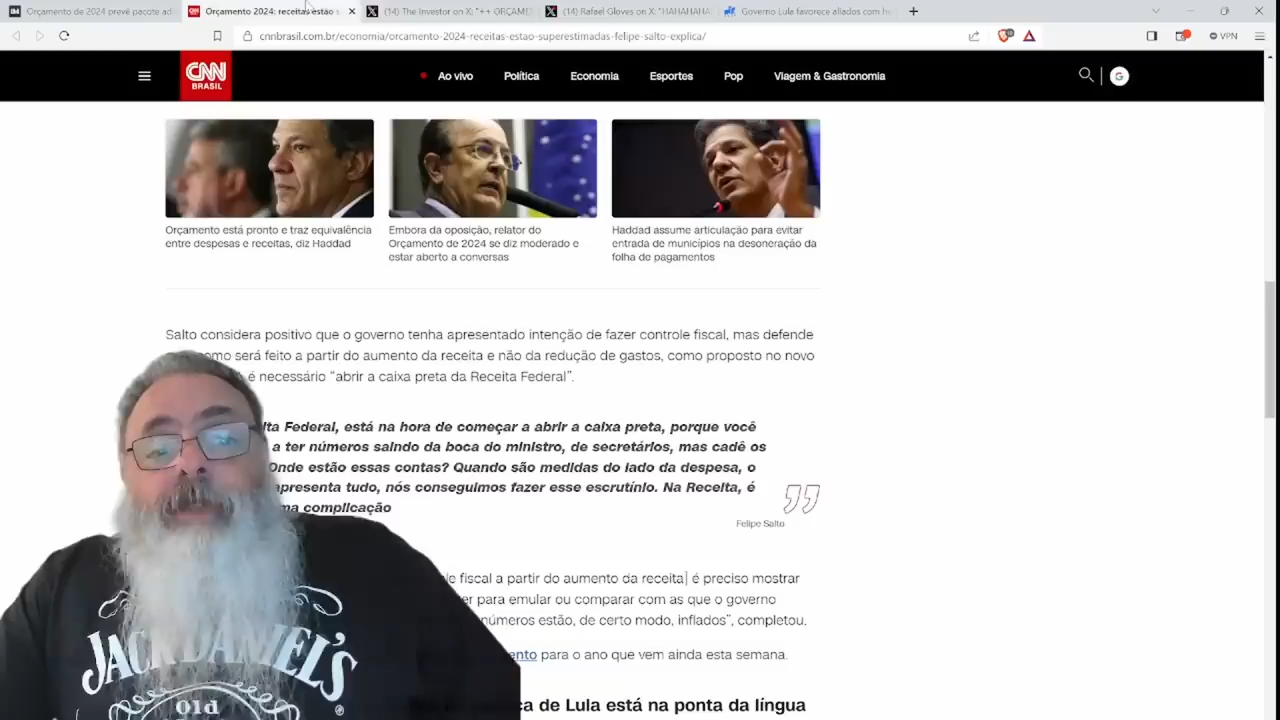 Orçamento de 2024 prevê pacote ad
Orçamento 2024: receitas estão s
(14) The Investor on X: "++ ORÇAME
(14) Rafael Gloves on X: "HAHAHAHA
Governo Lula favorece aliados com
cnnbrasil.com.br/economia/orcamento-2024-receitas-estao-superestimadas-felipe-salto-explica/
VPN
CNN
BRASIL
Ao vivo
Política
Economia
Esportes
Pop
Viagem & Gastronomia
G
Orçamento está pronto e traz equivalência
entre despesas e receitas, diz Haddad
Embora da oposição, relator do
Orçamento de 2024 se diz moderado e
estar aberto a conversas
Haddad assume articulação para evitar
entrada de municípios na desoneração da
folha de pagamentos
Salto considera positivo que o governo tenha apresentado intenção de fazer controle fiscal, mas defende
como será feito a partir do aumento da receita e não da redução de gastos, como proposto no novo
é necessário “abrir a caixa preta da Receita Federal”.
Federal, está na hora de começar a abrir a caixa preta, porque você
a ter números saindo da boca do ministro, de secretários, mas cadê os
Onde estão essas contas? Quando são medidas do lado da despesa, o
apresenta tudo, nós conseguimos fazer esse escrutínio. Na Receita, é
complicação
Felipe Salto
fiscal a partir do aumento da receita] é preciso mostrar
para emular ou comparar com as que o governo
números estão, de certo modo, inflados”, completou.
para o ano que vem ainda esta semana.
de Lula está na ponta da língua
JACK DANIEL'S
Old